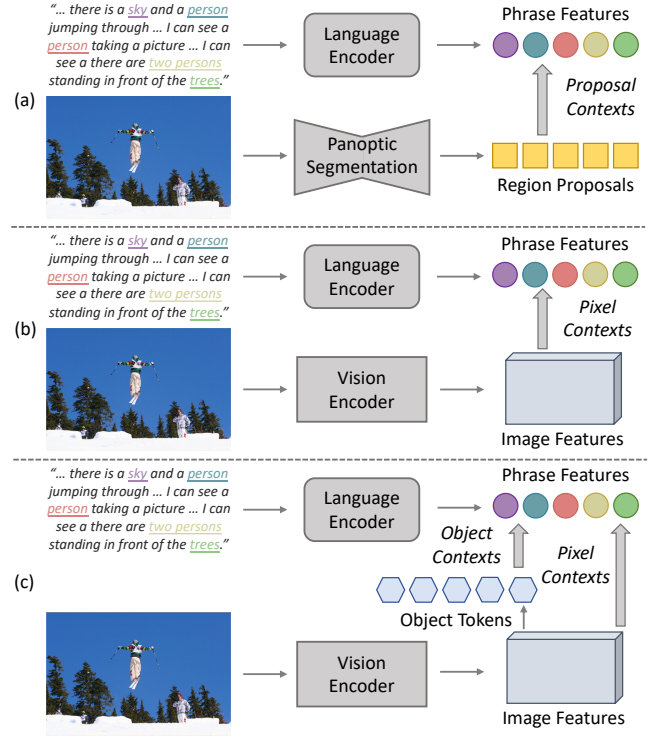 “... there is a sky and a person
jumping through ... I can see a
person taking a picture ... I can
see a there are two persons
standing in front of the trees.”
Language
Encoder
Phrase Features
Proposal
Contexts
(a)
Panoptic
Segmentation
Region Proposals
“... there is a sky and a person
jumping through ... I can see a
person taking a picture ... I can
see a there are two persons
standing in front of the trees.”
Language
Encoder
Phrase Features
Pixel
Contexts
(b)
Vision
Encoder
Image Features
“... there is a sky and a person
jumping through ... I can see a
person taking a picture ... I can
see a there are two persons
standing in front of the trees.”
Language
Encoder
Phrase Features
Object
Contexts
Pixel
Contexts
(c)
Object Tokens
Vision
Encoder
Image Features